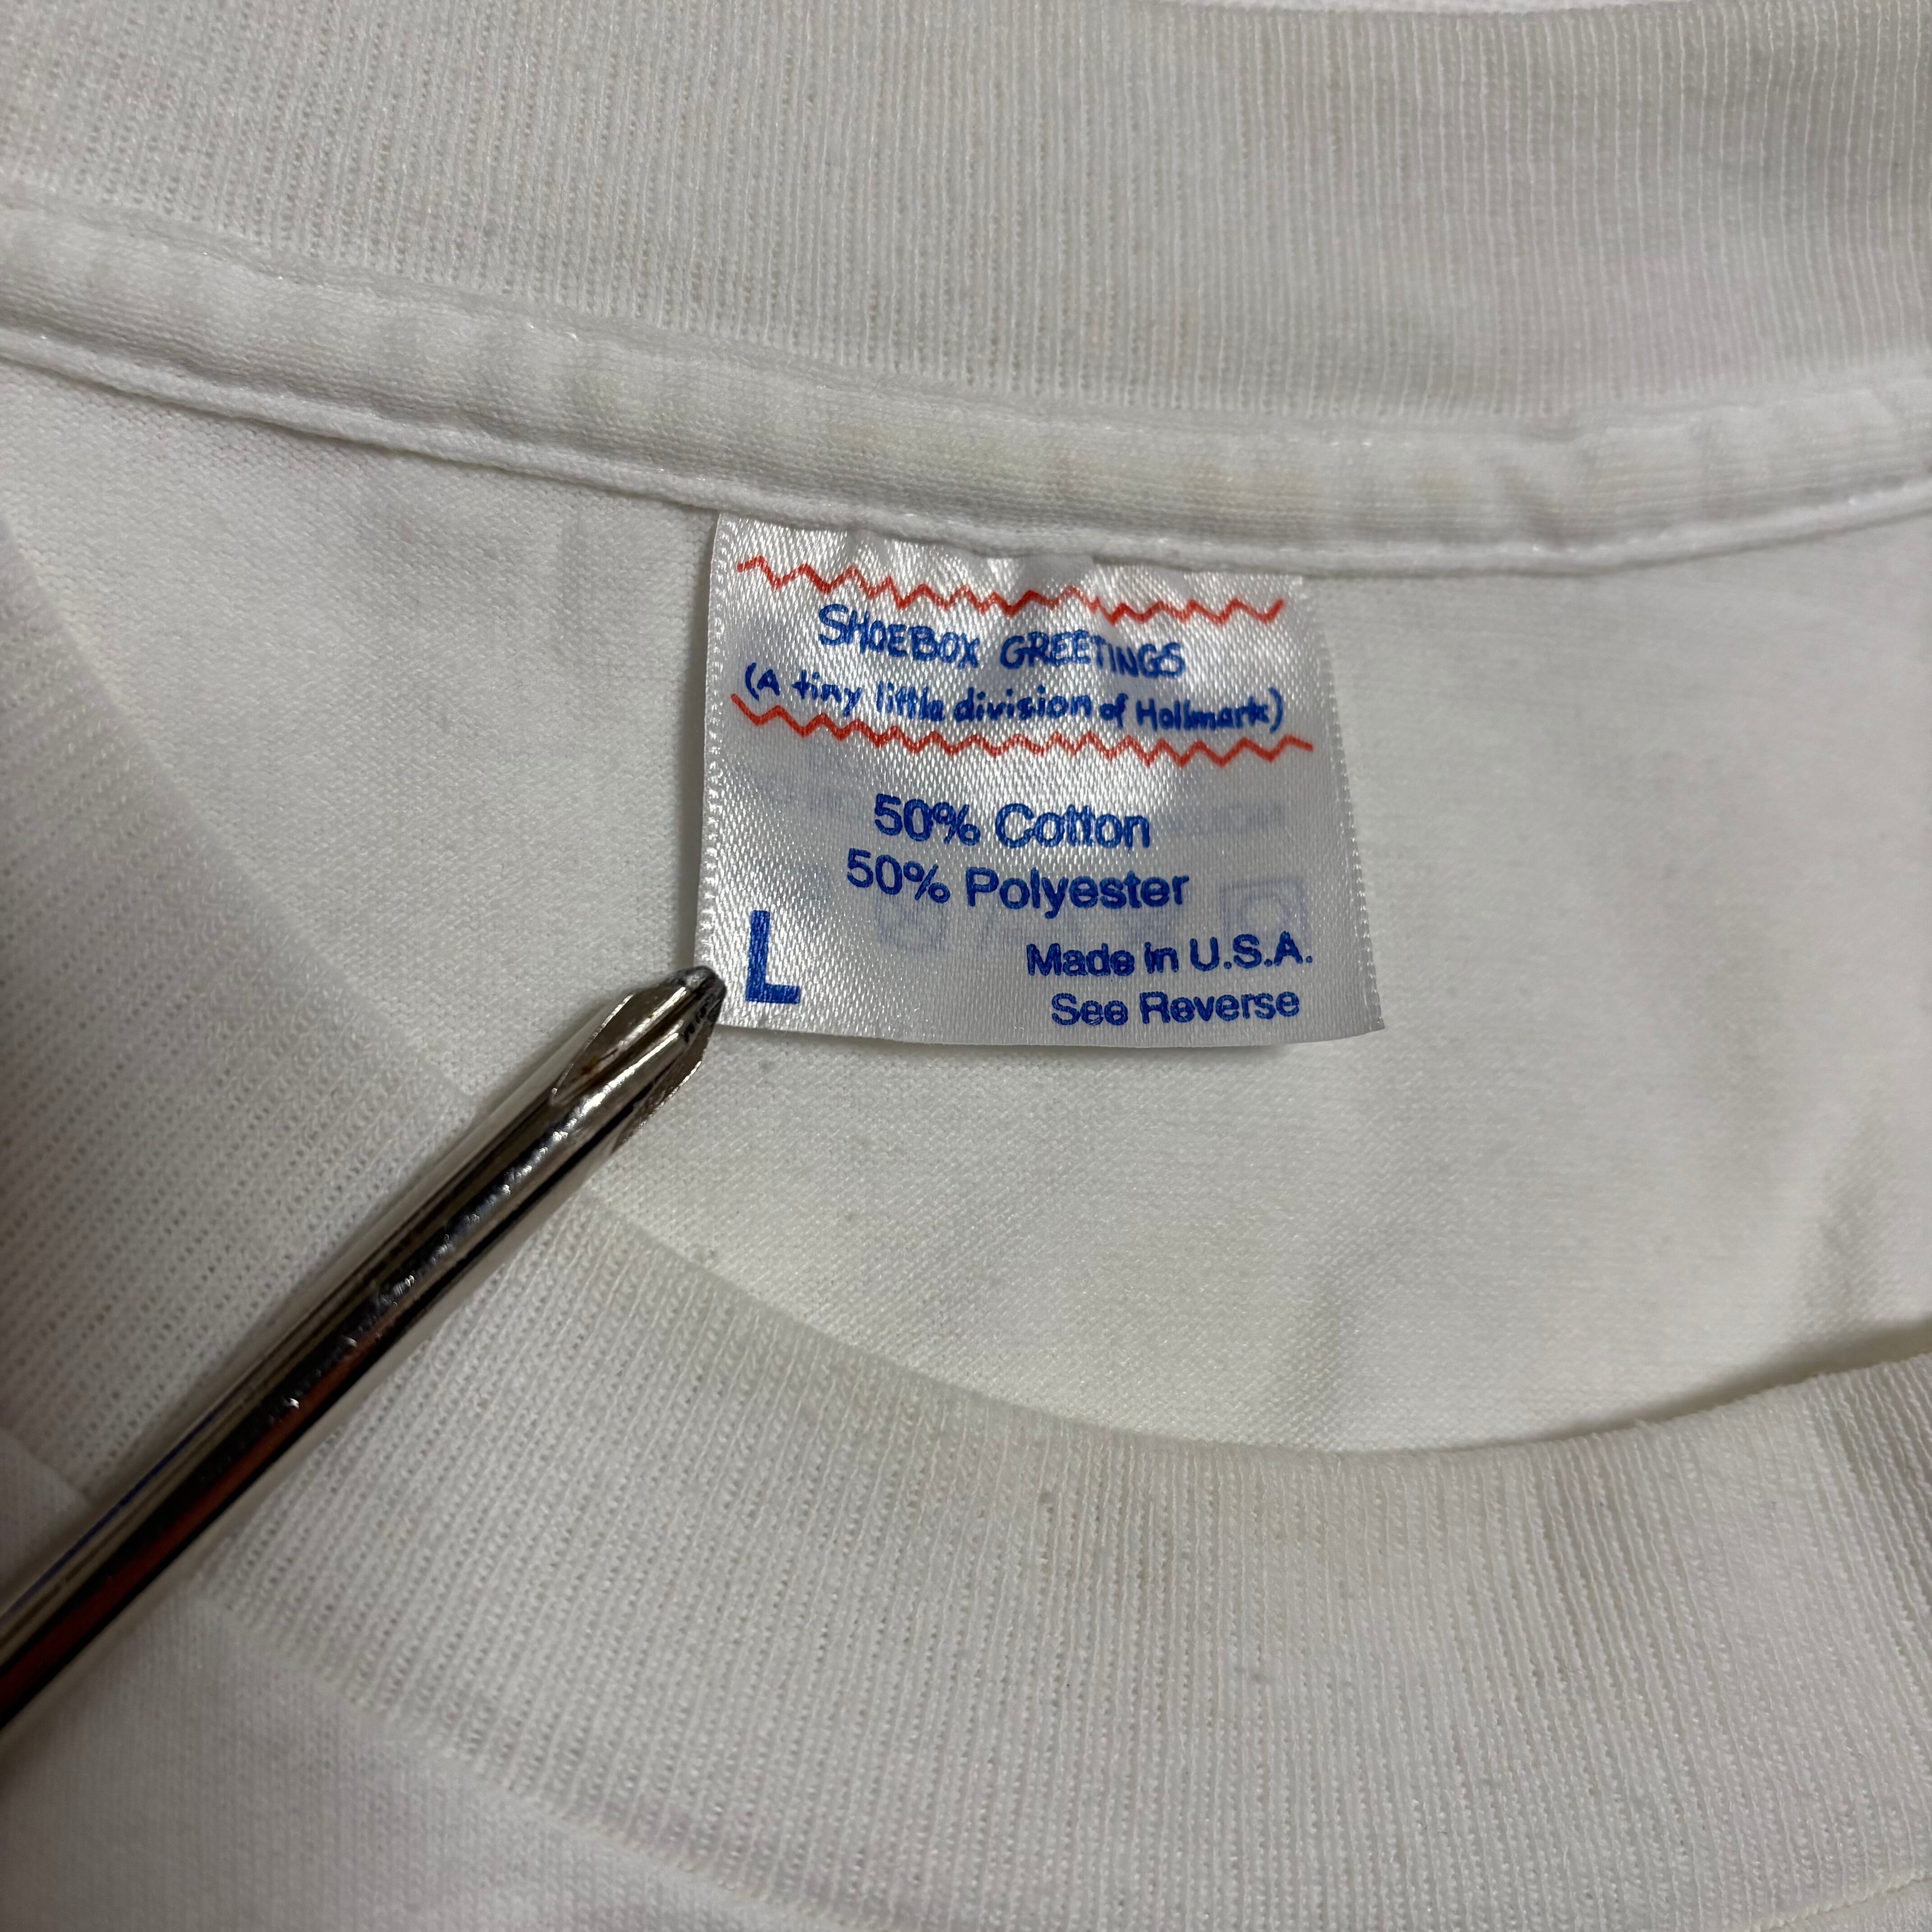 SHOEBOX GREETINGS
(A tiny little division of Hallmark)
50% Cotton
50% Polyester
L
Made in U.S.A.
See Reverse